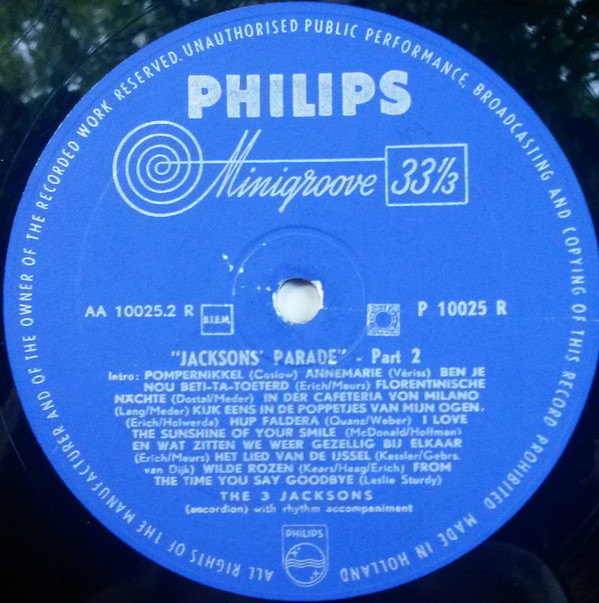 ALL RIGHTS OF THE MANUFACTURER AND OF THE OWNER OF THE RECORDED WORK RESERVED. UNAUTHORISED PUBLIC PERFORMANCE, BROADCASTING AND COPYING OF THIS RECORD PROHIBITED MADE IN HOLLAND
PHILIPS
Minigroove 33⅓
AA 10025.2 R B.I.E.M. P 10025 R
"JACKSONS' PARADE" - Part 2
Intro: POMPERNIKKEL (Coslow) ANNEMARIE (Vériss) BEN JE
NOU BETI-TA-TOETERD (Erich/Meurs) FLORENTINISCHE
NÄCHTE (Dostal/Meder) IN DER CAFETERIA VON MILANO
(Lang/Meder) KIJK EENS IN DE POPPETJES VAN MIJN OGEN.
(Erich/Holwerda) HUP FALDERA (Quanz/Weber) I LOVE
THE SUNSHINE OF YOUR SMILE (McDonald/Hoffman)
EN WAT ZITTEN WE WEER GEZELLIG BIJ ELKAAR
(Erich/Meurs) HET LIED VAN DE IJSSEL (Kessler/Gebrs.
van Dijk) WILDE ROZEN (Kears/Haag/Erich) FROM
THE TIME YOU SAY GOODBYE (Leslie Sturdy)
THE 3 JACKSONS
(accordion) with rhythm accompaniment
PHILIPS